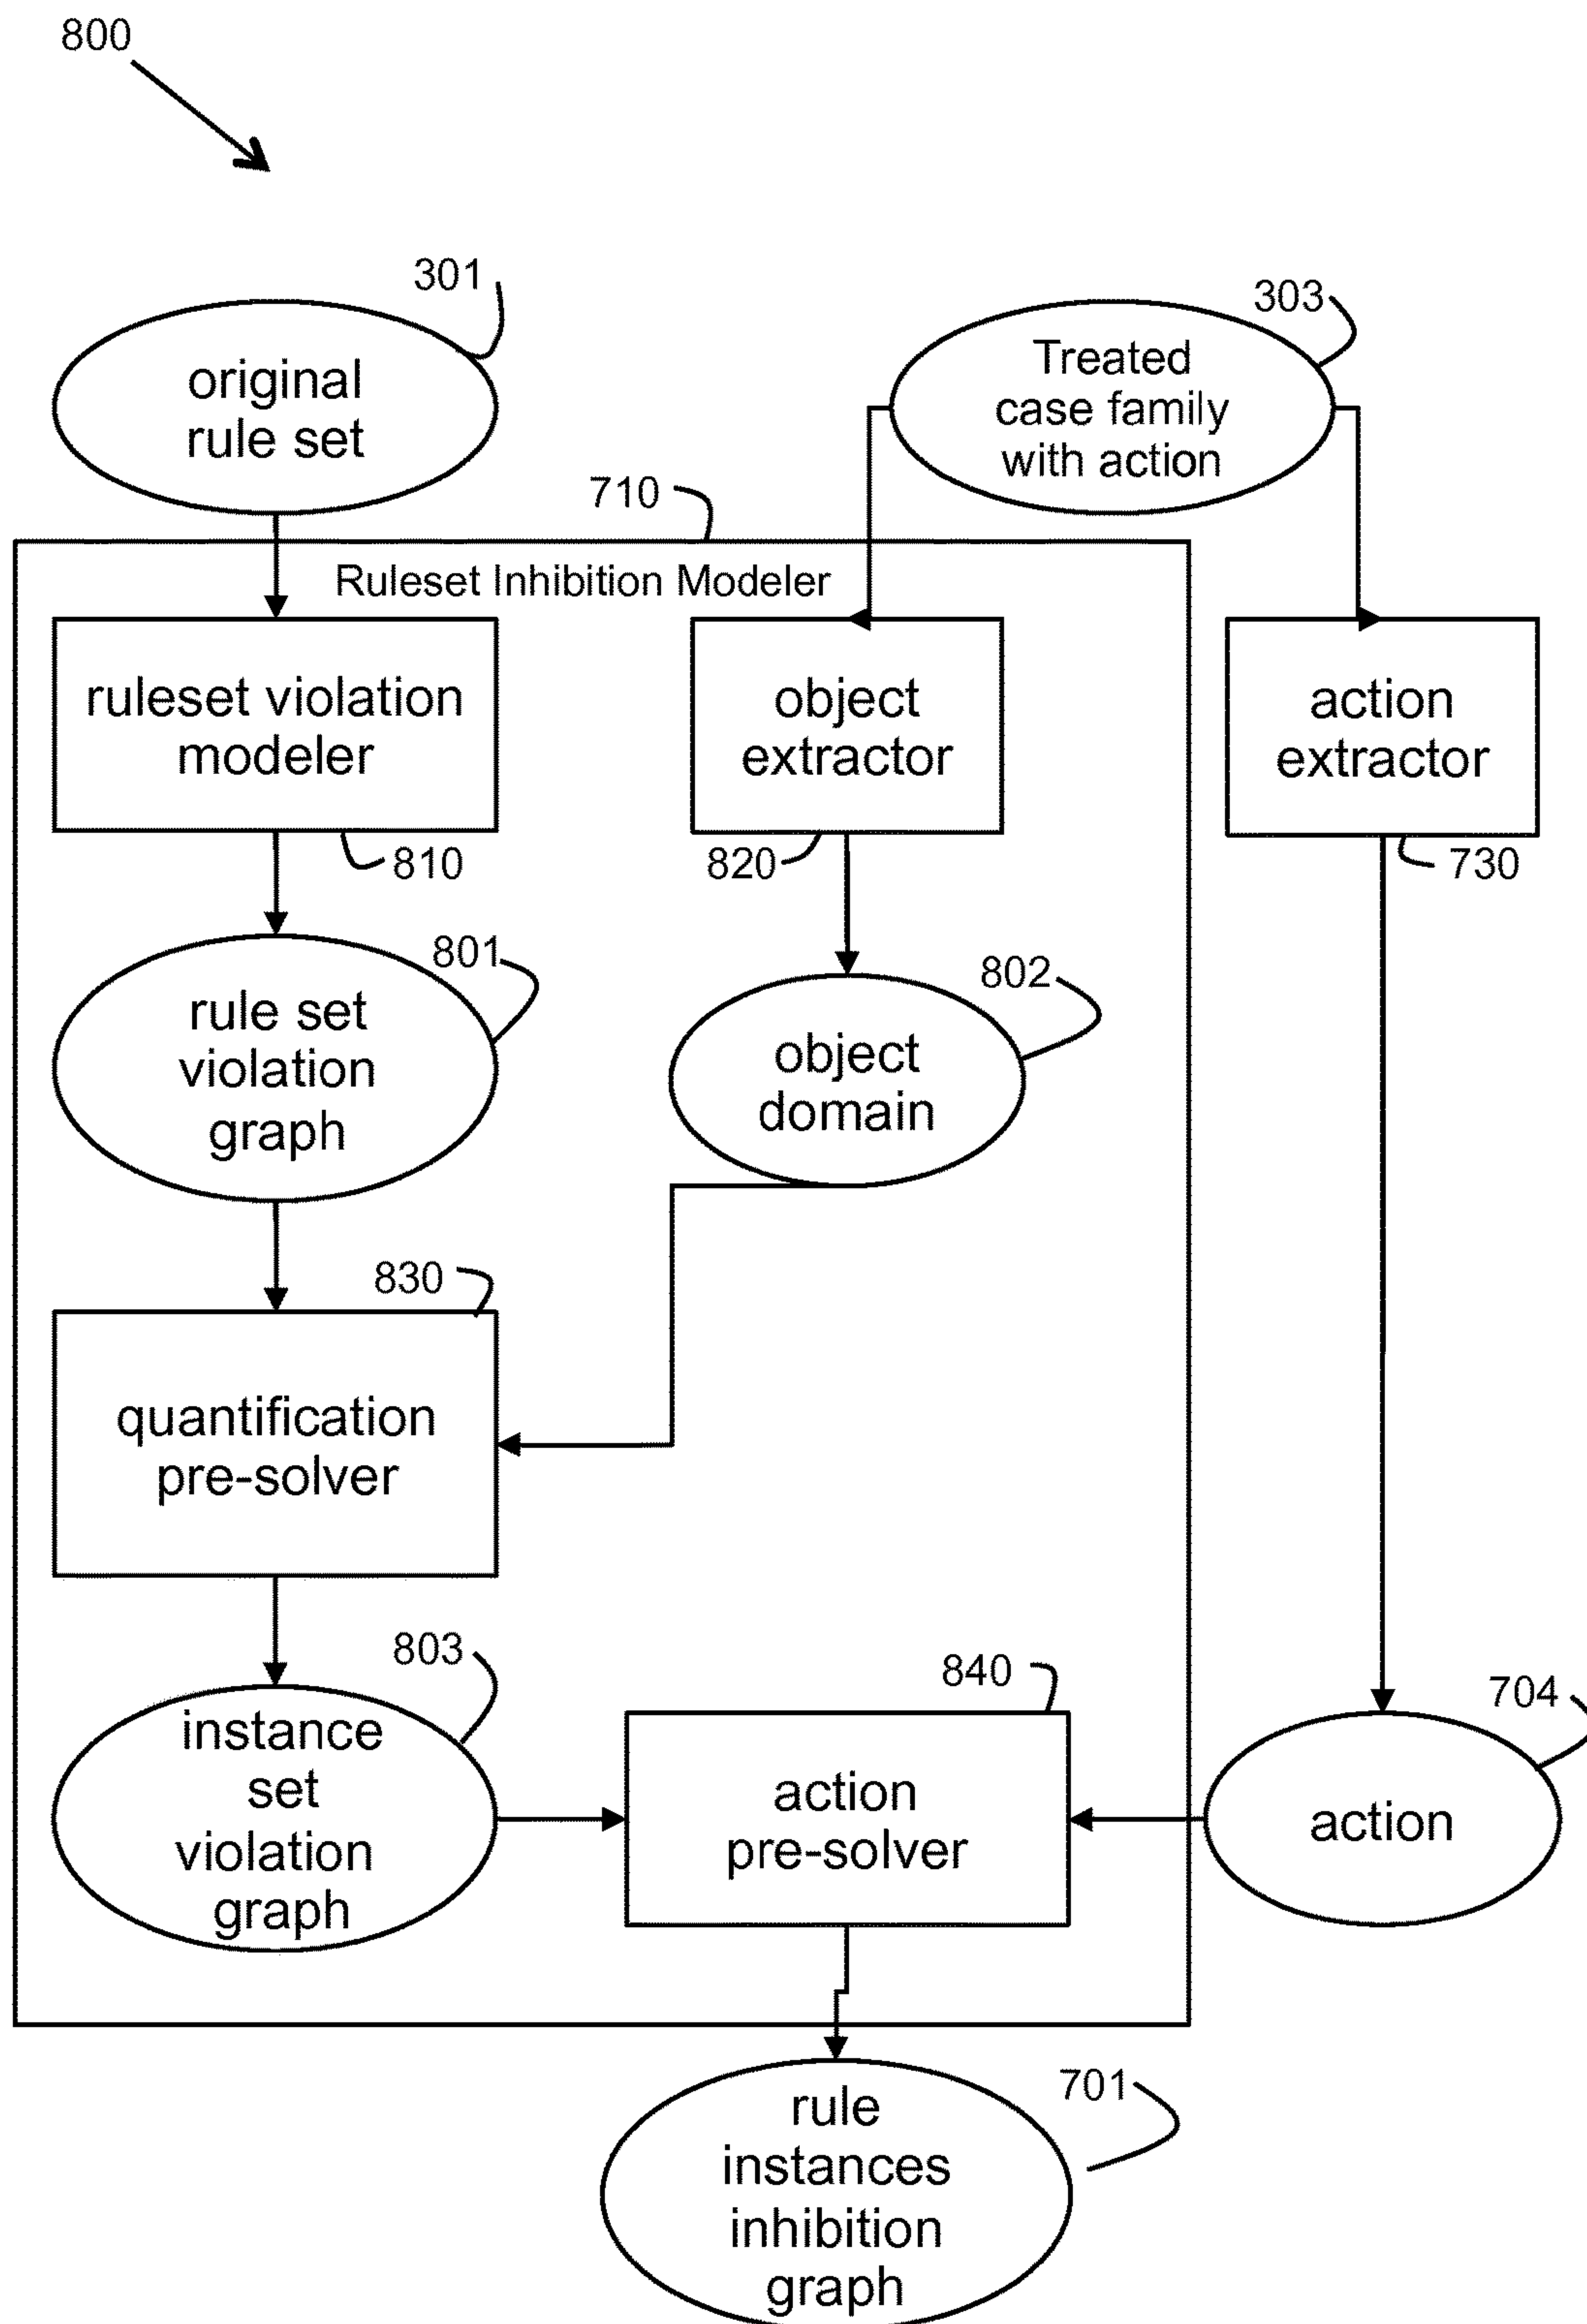 800
301
original
rule set
303
Treated
case family
with action
710
Ruleset Inhibition Modeler
ruleset violation
modeler
object
extractor
action
extractor
810
820
730
801
rule set
violation
graph
802
object
domain
830
quantification
pre-solver
803
instance
set
violation
graph
840
action
pre-solver
704
action
701
rule
instances
inhibition
graph